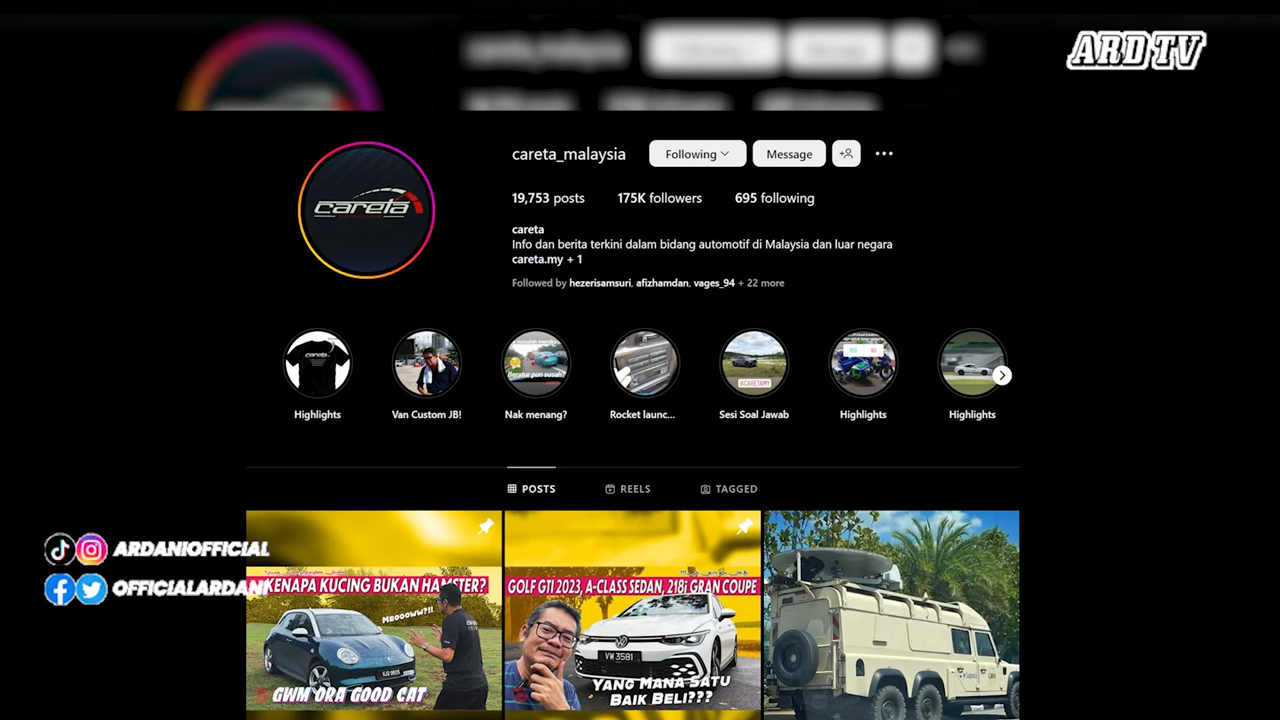 ARD TV
careta_malaysia
Following
Message
19,753 posts
175K followers
695 following
careta
Info dan berita terkini dalam bidang automotif di Malaysia dan luar negara
careta.my + 1
Followed by hezerisamsuri, afizhamdan, vages_94 + 22 more
careta
Beratur pun susah?
#CARETAMY
Highlights
Van Custom JB!
Nak menang?
Rocket launc...
Sesi Soal Jawab
Highlights
Highlights
POSTS
REELS
TAGGED
ARDANIOFFICIAL
OFFICIALARDANI
KENAPA KUCING BUKAN HAMSTER?
MEOOOWW?!!
GWM ORA GOOD CAT
GOLF GTI 2023, A-CLASS SEDAN, 218i GRAN COUPE
VW 3581
YANG MANA SATU
BAIK BELI???